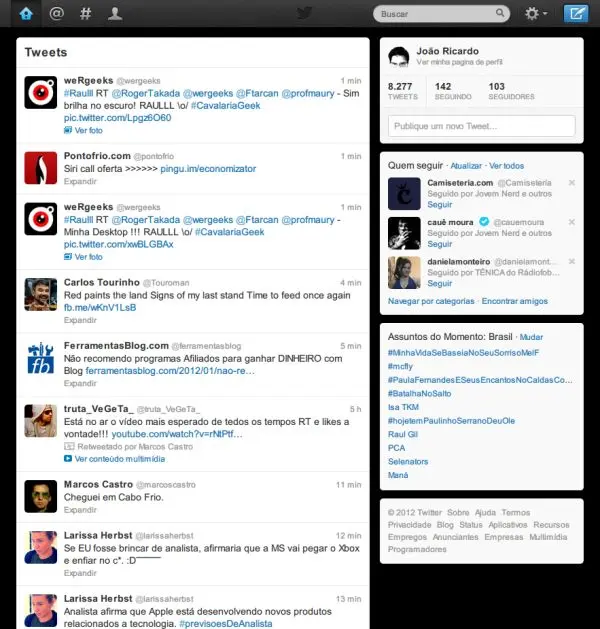 @
#
Buscar
Tweets
weRgeeks @wergeeks 1 min
#Raulll RT @RogerTakada @wergeeks @Ftarcan @profmaury - Sim
brilha no escuro! RAULLL \o/ #CavalariaGeek
pic.twitter.com/Lpgz6O60
Ver foto
Pontofrio.com @pontofrio 1 min
Siri call oferta >>>>>> pingu.im/economizator
Expandir
weRgeeks @wergeeks 1 min
#Raulll RT @RogerTakada @wergeeks @Ftarcan @profmaury -
Minha Desktop !!! RAULLL \o/ #CavalariaGeek
pic.twitter.com/xwBLGBAx
Ver foto
Carlos Tourinho @Touroman 4 min
Red paints the land Signs of my last stand Time to feed once again
fb.me/wKnV1LsB
Expandir
fb
FerramentasBlog.com @ferramentasblog 5 min
Não recomendo programas Afiliados para ganhar DINHEIRO com
Blog ferramentasblog.com/2012/01/nao-re…
Expandir
truta_VeGeTa_ @truta_VeGeTa_ 5 h
Está no ar o vídeo mais esperado de tedos os tempos RT e likes a
vontade!!! youtube.com/watch?v=rNtPtf…
Retweetado por Marcos Castro
Ver conteúdo multimídia
Marcos Castro @marcoscastro 11 min
Cheguei em Cabo Frio.
Expandir
Larissa Herbst @larissaherbst 12 min
Se EU fosse brincar de analista, afirmaria que a MS vai pegar o Xbox
e enfiar no c*. :D
Expandir
Larissa Herbst @larissaherbst 13 min
Analista afirma que Apple está desenvolvendo novos produtos
relacionados a tecnologia. #previsoesDeAnalista
João Ricardo
Ver minha pagina de perfil
8.277 142 103
TWEETS SEGUINDO SEGUIDORES
Publique um novo Tweet…
Quem seguir · Atualizar · Ver todos
Camiseteria.com @Camiseteria
Seguido por Jovem Nerd e outros
Seguir
cauê moura @cauemoura
Seguido por Jovem Nerd e outros
Seguir
danielamonteiro @danielamont...
Seguido por TÊNICA do Rádiofob...
Seguir
Navegar por categorias · Encontrar amigos
Assuntos do Momento: Brasil · Mudar
#MinhaVidaSeBaseiaNoSeuSorrisoMelF
#mcfly
#PaulaFernandesESeusEncantosNoCaldasCo...
#BatalhaNoSalto
Isa TKM
#hojetemPaulinhoSerranoDeuOle
Raul Gil
PCA
Selenators
Maná
© 2012 Twitter Sobre Ajuda Termos
Privacidade Blog Status Aplicativos Recursos
Empregos Anunciantes Empresas Multimídia
Programadores